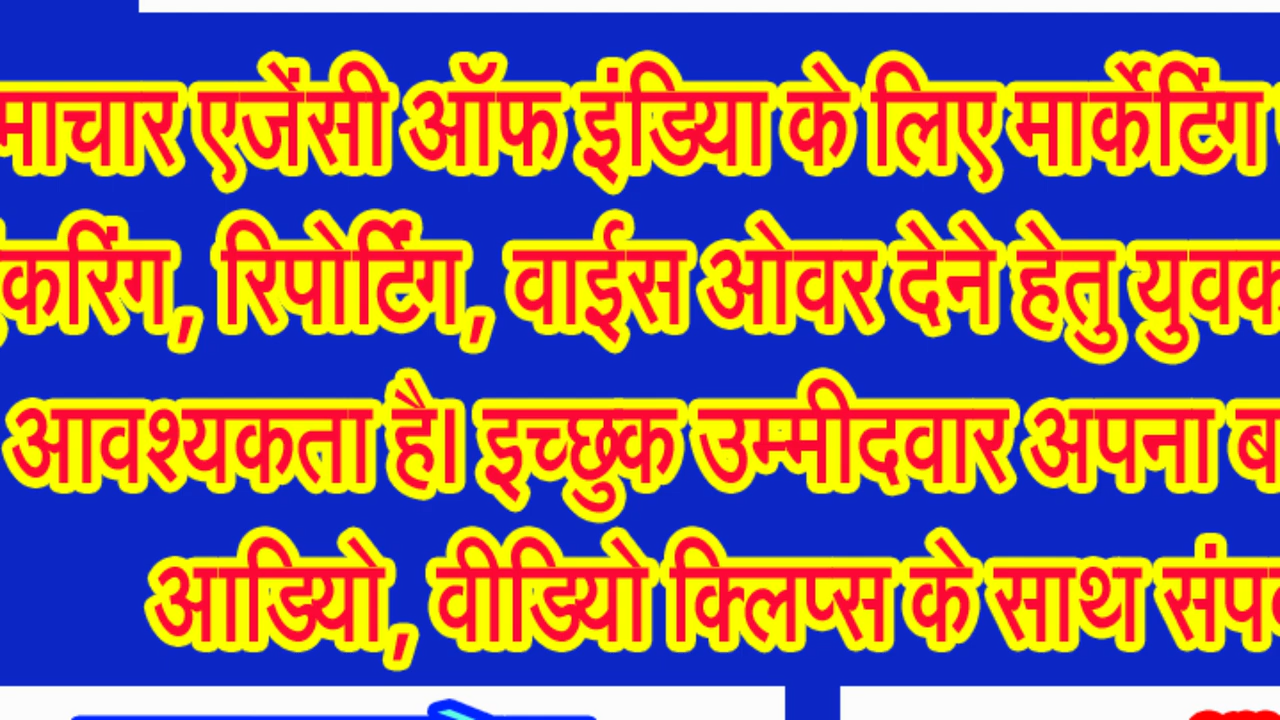 माचार एजेंसी ऑफ इंडिया के लिए मार्केटिंग
करिंग, रिपोर्टिंग, वाईस ओवर देने हेतु युवक
आवश्यकता है। इच्छुक उम्मीदवार अपना ब
आडियो, वीडियो क्लिप्स के साथ संप